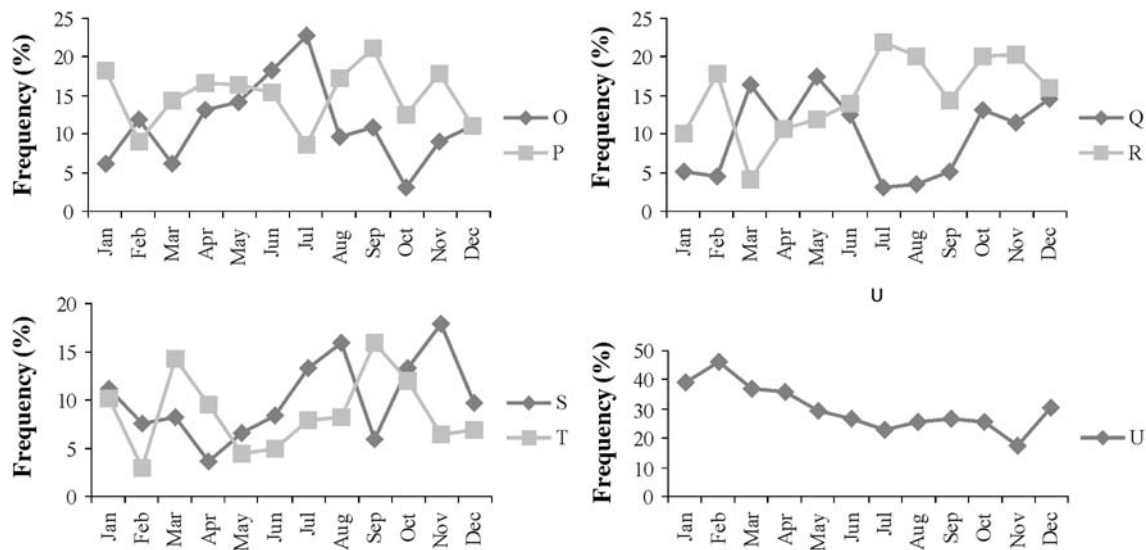 Frequency (%)
25
20
15
10
5
0
Jan
Feb
Mar
Apr
May
Jun
Jul
Aug
Sep
Oct
Nov
Dec
O
P
Frequency (%)
25
20
15
10
5
0
Jan
Feb
Mar
Apr
May
Jun
Jul
Aug
Sep
Oct
Nov
Dec
Q
R
Frequency (%)
20
15
10
5
0
Jan
Feb
Mar
Apr
May
Jun
Jul
Aug
Sep
Oct
Nov
Dec
S
T
U
Frequency (%)
50
40
30
20
10
0
Jan
Feb
Mar
Apr
May
Jun
Jul
Aug
Sep
Oct
Nov
Dec
U